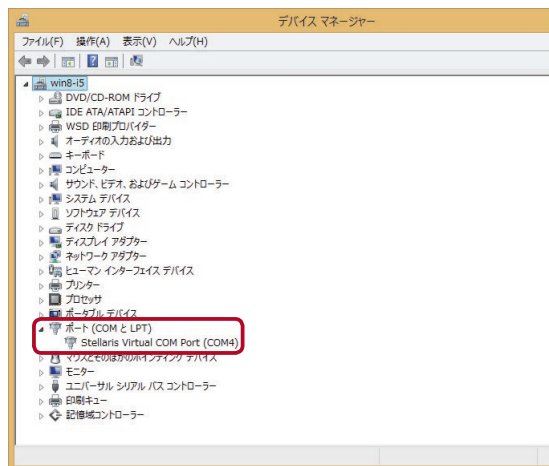 デバイス マネージャー
ファイル(F) 操作(A) 表示(V) ヘルプ(H)
win8-i5
DVD/CD-ROM ドライブ
IDE ATA/ATAPI コントローラー
WSD 印刷プロバイダー
オーディオの入力および出力
キーボード
コンピューター
サウンド、ビデオ、およびゲーム コントローラー
システム デバイス
ソフトウェア デバイス
ディスク ドライブ
ディスプレイ アダプター
ネットワーク アダプター
ヒューマン インターフェイス デバイス
プリンター
プロセッサ
ポータブル デバイス
ポート (COM と LPT)
Stellaris Virtual COM Port (COM4)
マウスとそのほかのポインティング デバイス
モニター
ユニバーサル シリアル バス コントローラー
印刷キュー
記憶域コントローラー